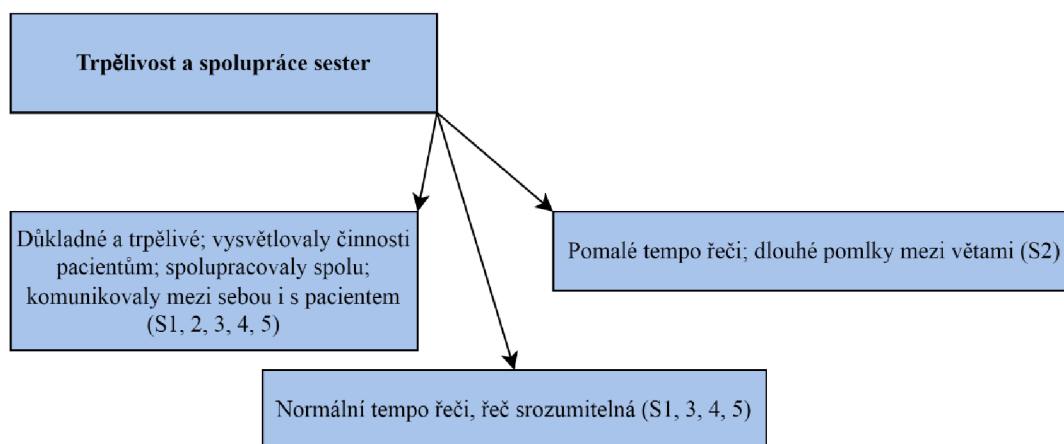 Trpělivost a spolupráce sester
Důkladné a trpělivé; vysvětlovaly činnosti
pacientům; spolupracovaly spolu;
komunikovaly mezi sebou i s pacientem
(S1, 2, 3, 4, 5)
Pomalé tempo řeči; dlouhé pomlky mezi větami (S2)
Normální tempo řeči, řeč srozumitelná (S1, 3, 4, 5)